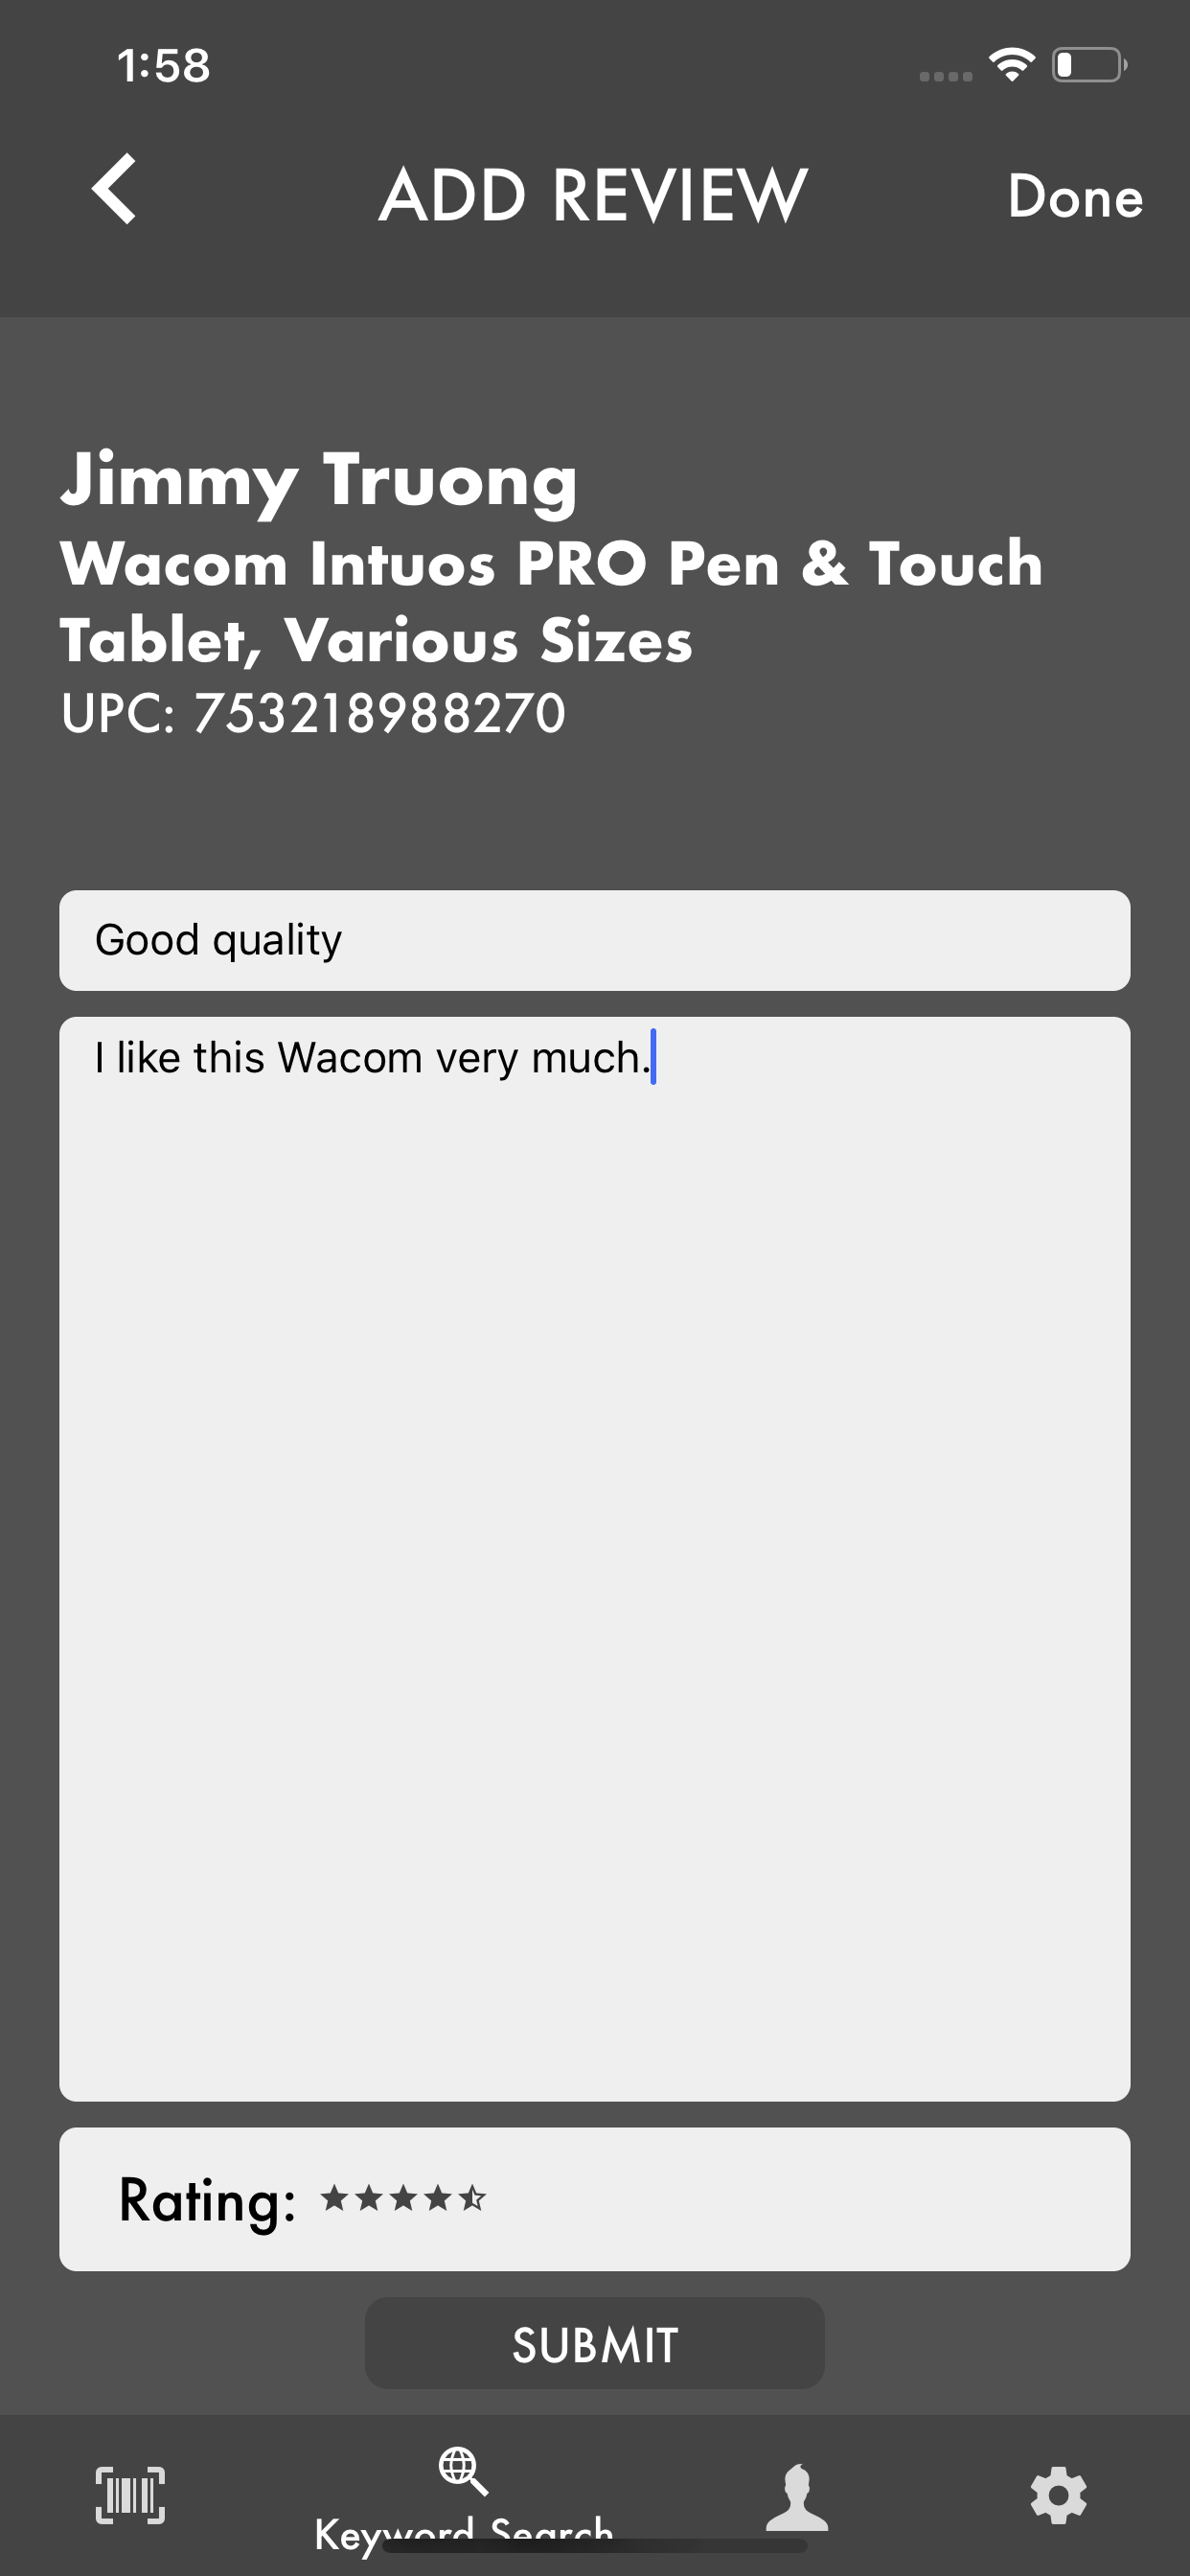 1:58
ADD REVIEW
Done
Jimmy Truong
Wacom Intuos PRO Pen & Touch
Tablet, Various Sizes
UPC: 753218988270
Good quality
I like this Wacom very much.
Rating:
SUBMIT
Keyword Search